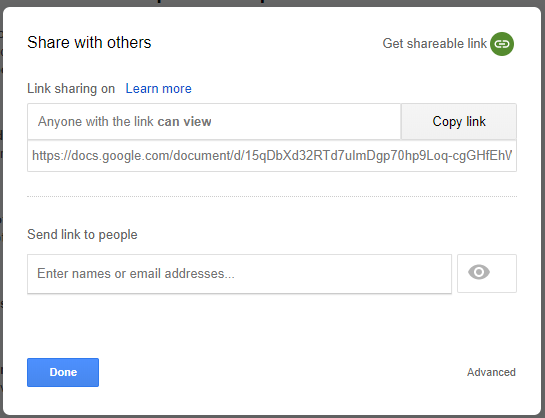 Share with others
Get shareable link
Link sharing on Learn more
Anyone with the link can view
Copy link
https://docs.google.com/document/d/15qDbXd32RTd7ulmDgp70hp9Loq-cgGHfEhW
Send link to people
Enter names or email addresses...
Done
Advanced